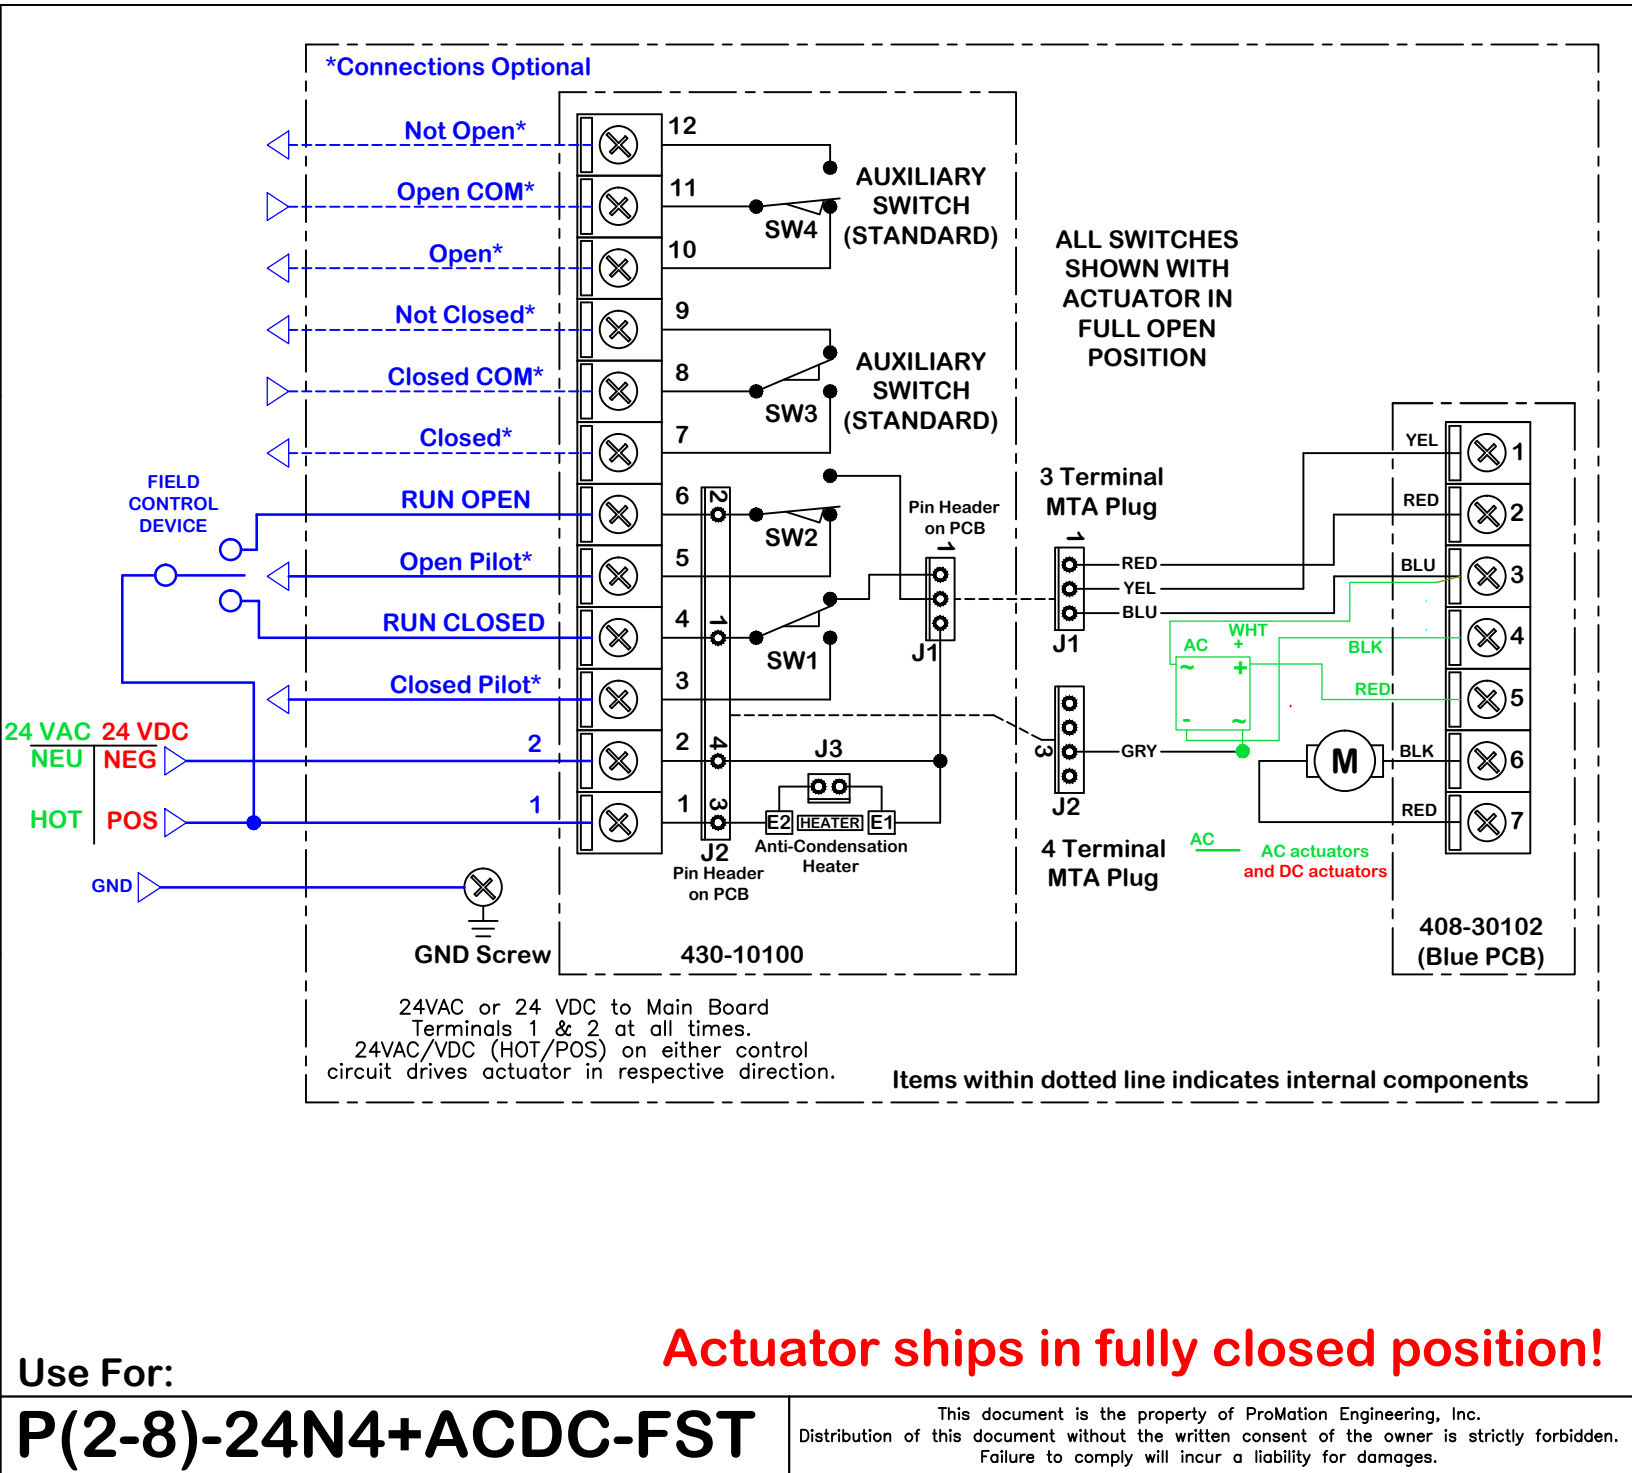 *Connections Optional
Not Open*
12
Open COM*
11
SW4
AUXILIARY
SWITCH
(STANDARD)
Open*
10
Not Closed*
9
Closed COM*
8
SW3
AUXILIARY
SWITCH
(STANDARD)
Closed*
7
ALL SWITCHES
SHOWN WITH
ACTUATOR IN
FULL OPEN
POSITION
FIELD
CONTROL
DEVICE
RUN OPEN
6
2
SW2
Open Pilot*
5
RUN CLOSED
4
1
SW1
Closed Pilot*
3
24 VAC 24 VDC
NEU NEG
2
2
4
HOT POS
1
1
3
J3
E2 HEATER E1
Anti-Condensation
Heater
J2
Pin Header
on PCB
Pin Header
on PCB
1
J1
3 Terminal
MTA Plug
1
RED
YEL
BLU
J1
3
GRY
J2
4 Terminal
MTA Plug
YEL 1
RED 2
BLU 3
BLK 4
RED 5
BLK 6
RED 7
WHT
+
AC
~ +
- ~
M
AC
AC actuators
and DC actuators
408-30102
(Blue PCB)
GND
GND Screw
430-10100
24VAC or 24 VDC to Main Board
Terminals 1 & 2 at all times.
24VAC/VDC (HOT/POS) on either control
circuit drives actuator in respective direction.
Items within dotted line indicates internal components
Actuator ships in fully closed position!
Use For:
P(2-8)-24N4+ACDC-FST
This document is the property of ProMation Engineering, Inc.
Distribution of this document without the written consent of the owner is strictly forbidden.
Failure to comply will incur a liability for damages.